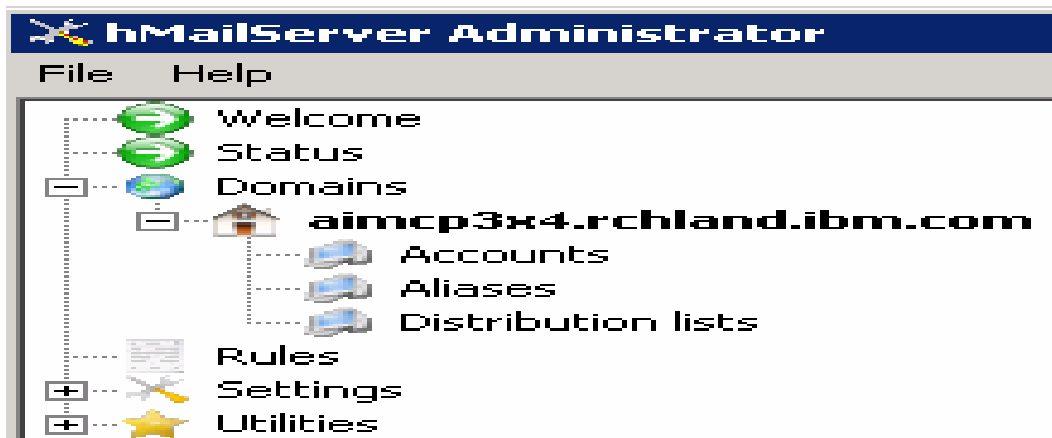 hMailServer Administrator
File Help
Welcome
Status
Domains
aimcp3x4.rchland.ibm.com
Accounts
Aliases
Distribution lists
Rules
Settings
Utilities